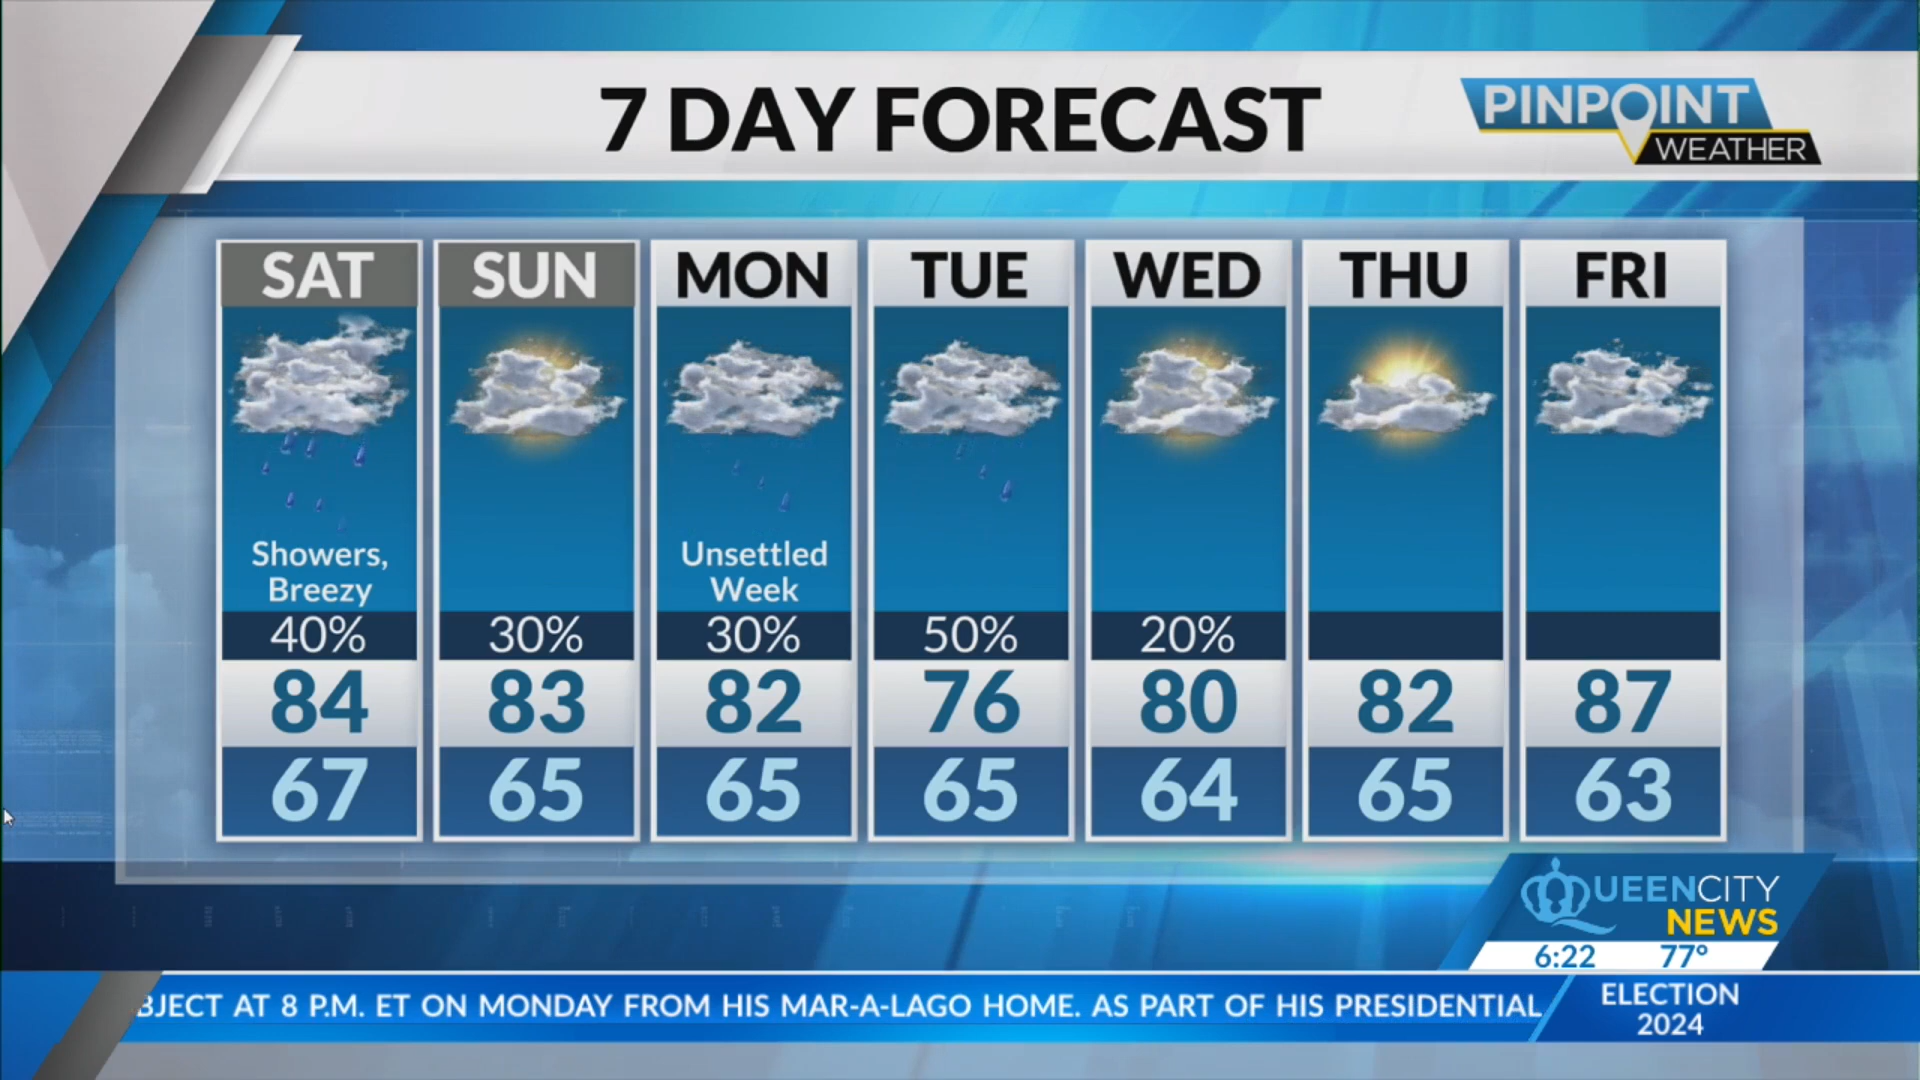 7 DAY FORECAST
PINPOINT
WEATHER
SAT
SUN
MON
TUE
WED
THU
FRI
Showers,
Breezy
Unsettled
Week
40%
30%
30%
50%
20%
84
83
82
76
80
82
87
67
65
65
65
64
65
63
QUEENCITY
NEWS
6:22 77°
BJECT AT 8 P.M. ET ON MONDAY FROM HIS MAR-A-LAGO HOME. AS PART OF HIS PRESIDENTIAL
ELECTION
2024